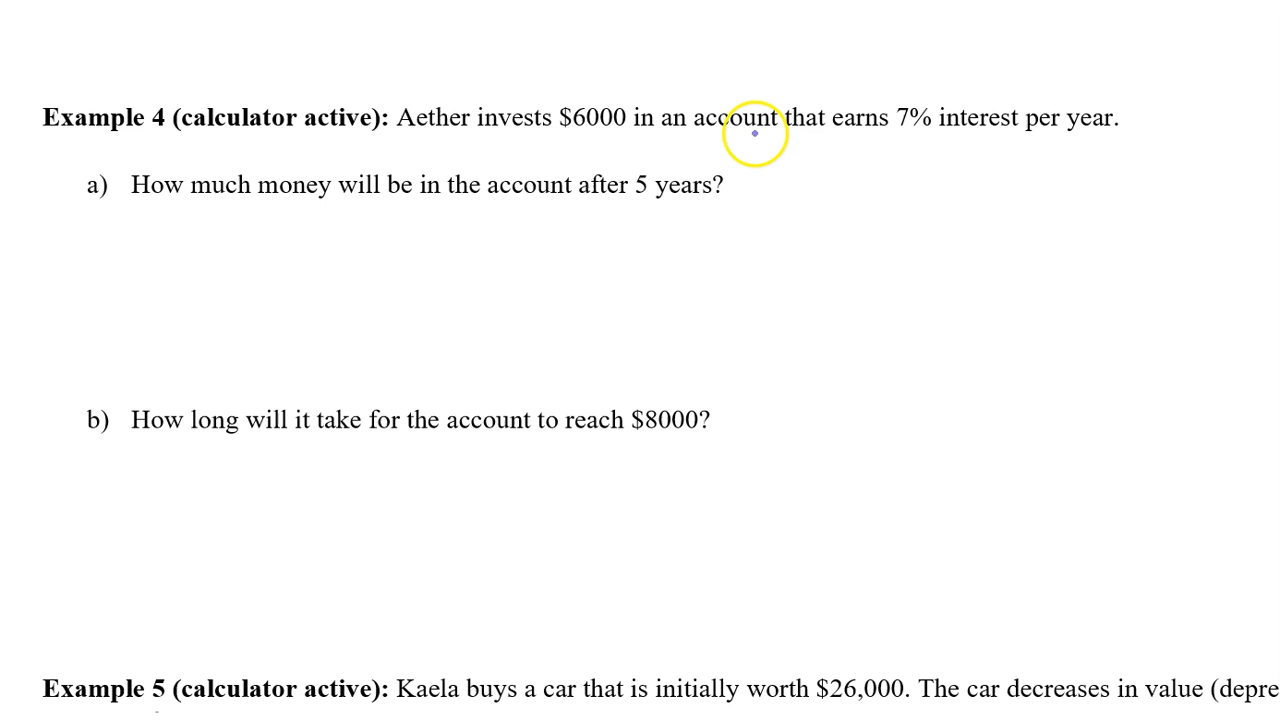 Example 4 (calculator active): Aether invests $6000 in an account that earns 7% interest per year.
a) How much money will be in the account after 5 years?
b) How long will it take for the account to reach $8000?
Example 5 (calculator active): Kaela buys a car that is initially worth $26,000. The car decreases in value (depre